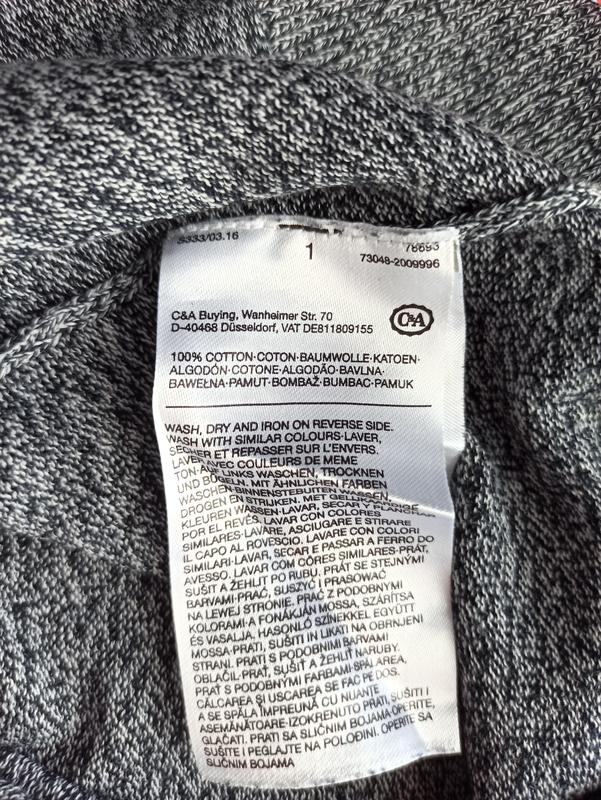 S333/03.16
1
78693
73048-2009996
C&A Buying, Wanheimer Str. 70
D-40468 Düsseldorf, VAT DE811809155
C&A
100% COTTON·COTON·BAUMWOLLE·KATOEN·
ALGODÓN·COTONE·ALGODÃO·BAVLNA·
BAWEŁNA·PAMUT·BOMBAŽ·BUMBAC·PAMUK
WASH, DRY AND IRON ON REVERSE SIDE.
WASH WITH SIMILAR COLOURS·LAVER,
SÉCHER ET REPASSER SUR L'ENVERS.
LAVER AVEC COULEURS DE MEME
TON·AUF LINKS WASCHEN, TROCKNEN
UND BÜGELN. MIT ÄHNLICHEN FARBEN
WASCHEN·BINNENSTEBUITEN WASSEN,
DROGEN EN STRIJKEN. MET GELIJKKLEURIGE
KLEUREN WASSEN·LAVAR, SECAR Y PLANCHAR
POR EL REVÉS. LAVAR CON COLORES
SIMILARES·LAVARE, ASCIUGARE E STIRARE
IL CAPO AL ROVESCIO. LAVARE CON COLORI
SIMILARI·LAVAR, SECAR E PASSAR A FERRO DO
AVESSO. LAVAR COM CÔRES SIMILARES·PRÁT,
SUŠIT A ŽEHLIT PO RUBU. PRÁT SE STEJNÝMI
BARVAMI·PRAĆ, SUSZYĆ I PRASOWAĆ
NA LEWEJ STRONIE. PRAĆ Z PODOBNYMI
KOLORAMI·A FONÁKJÁN MOSSA, SZÁRÍTSA
ÉS VASALJA, HASONLÓ SZÍNEKKEL EGYÜTT
MOSSA·PRATI, SUŠITI IN LIKATI NA OBRNJENI
STRANI. PRATI S PODOBNIMI BARVAMI
OBLAČIL·PRAŤ, SUŠIŤ A ŽEHLIŤ NARUBY.
PRAŤ S PODOBNÝMI FARBAMI·SPĂLAREA,
CĂLCAREA ŞI USCAREA SE FAC PE DOS.
A SE SPĂLA ÎMPREUNĂ CU NUANŢE
ASEMĂNĂTOARE·IZOKRENUTO PRATI, SUŠITI I
GLAČATI. PRATI SA SLIČNIM BOJAMA·OPERITE,
SUŠITE I PEGLAJTE NA POLOĐINI. OPERITE SA
SLIČNIM BOJAMA